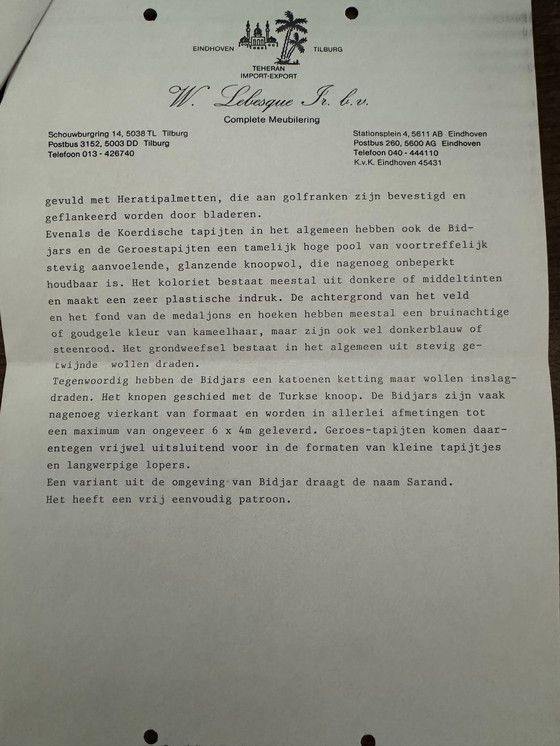 EINDHOVEN TILBURG
TEHERAN
IMPORT-EXPORT
W. Lebesque Jr. b.v.
Complete Meubilering
Schouwburgring 14, 5038 TL Tilburg
Postbus 3152, 5003 DD Tilburg
Telefoon 013 - 426740
Stationsplein 4, 5611 AB Eindhoven
Postbus 260, 5600 AG Eindhoven
Telefoon 040 - 444110
K.v.K. Eindhoven 45431
gevuld met Heratipalmetten, die aan golfranken zijn bevestigd en
geflankeerd worden door bladeren.
Evenals de Koerdische tapijten in het algemeen hebben ook de Bid-
jars en de Geroestapijten een tamelijk hoge pool van voortreffelijk
stevig aanvoelende, glanzende knoopwol, die nagenoeg onbeperkt
houdbaar is. Het koloriet bestaat meestal uit donkere of middeltinten
en maakt een zeer plastische indruk. De achtergrond van het veld
en het fond van de medaljons en hoeken hebben meestal een bruinachtige
of goudgele kleur van kameelhaar, maar zijn ook wel donkerblauw of
steenrood. Het grondweefsel bestaat in het algemeen uit stevig ge-
twijnde wollen draden.
Tegenwoordig hebben de Bidjars een katoenen ketting maar wollen inslag-
draden. Het knopen geschied met de Turkse knoop. De Bidjars zijn vaak
nagenoeg vierkant van formaat en worden in allerlei afmetingen tot
een maximum van ongeveer 6 x 4m geleverd. Geroes-tapijten komen daar-
entegen vrijwel uitsluitend voor in de formaten van kleine tapijtjes
en langwerpige lopers.
Een variant uit de omgeving van Bidjar draagt de naam Sarand.
Het heeft een vrij eenvoudig patroon.